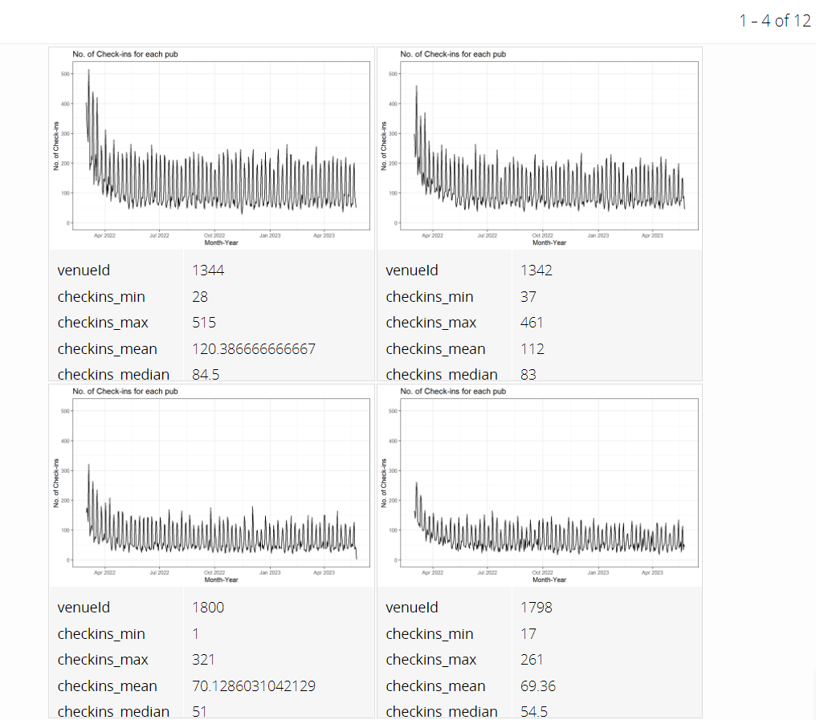 1 – 4 of 12
No. of Check-ins for each pub
No. of Check-ins
500
400
300
200
100
0
Apr 2022 Jul 2022 Oct 2022 Jan 2023 Apr 2023
Month-Year
venueId 1344
checkins_min 28
checkins_max 515
checkins_mean 120.386666666667
checkins_median 84.5
No. of Check-ins for each pub
No. of Check-ins
500
400
300
200
100
0
Apr 2022 Jul 2022 Oct 2022 Jan 2023 Apr 2023
Month-Year
venueId 1342
checkins_min 37
checkins_max 461
checkins_mean 112
checkins_median 83
No. of Check-ins for each pub
No. of Check-ins
500
400
300
200
100
0
Apr 2022 Jul 2022 Oct 2022 Jan 2023 Apr 2023
Month-Year
venueId 1800
checkins_min 1
checkins_max 321
checkins_mean 70.1286031042129
checkins_median 51
No. of Check-ins for each pub
No. of Check-ins
500
400
300
200
100
0
Apr 2022 Jul 2022 Oct 2022 Jan 2023 Apr 2023
Month-Year
venueId 1798
checkins_min 17
checkins_max 261
checkins_mean 69.36
checkins_median 54.5